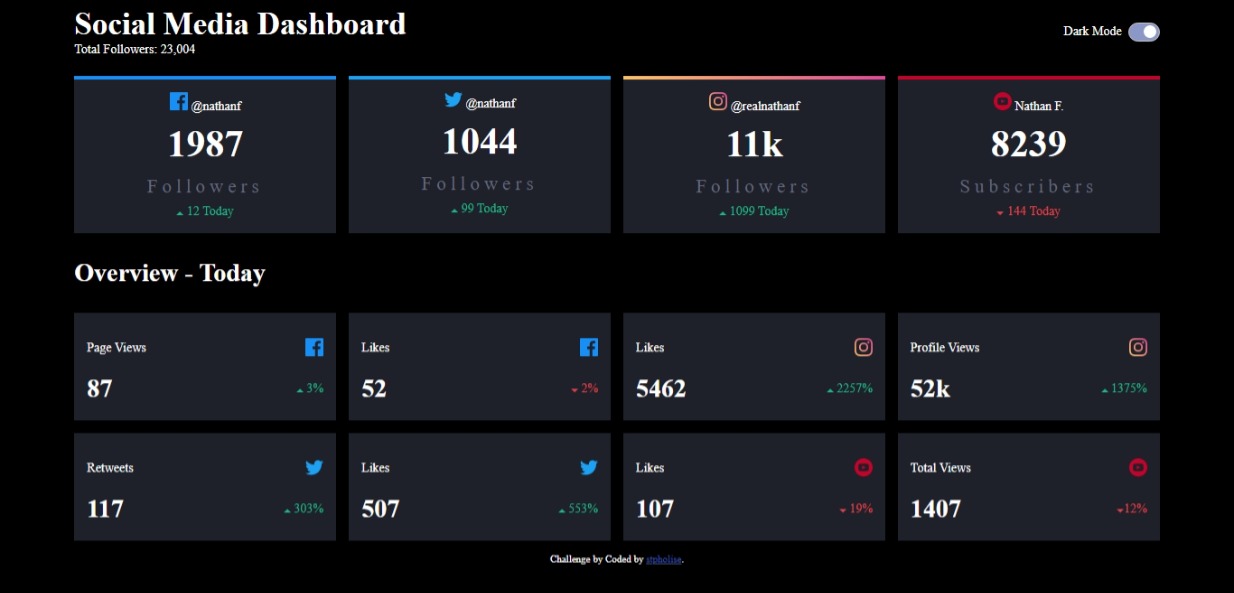 Social Media Dashboard
Total Followers: 23,004
Dark Mode
@nathanf
1987
Followers
12 Today
@nathanf
1044
Followers
99 Today
@realnathanf
11k
Followers
1099 Today
Nathan F.
8239
Subscribers
144 Today
Overview - Today
Page Views
87
3%
Likes
52
2%
Likes
5462
2257%
Profile Views
52k
1375%
Retweets
117
303%
Likes
507
553%
Likes
107
19%
Total Views
1407
12%
Challenge by Coded by stpholise.